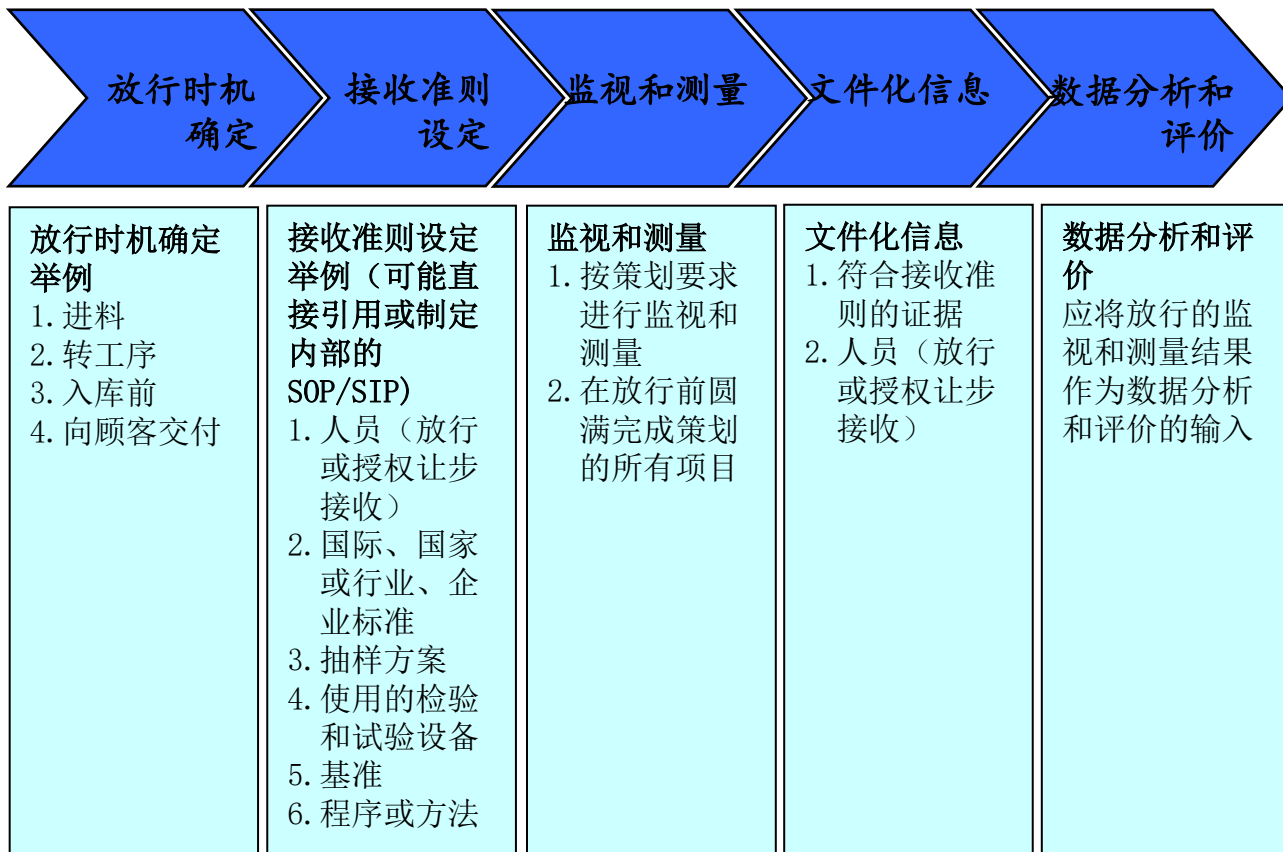 放行时机
确定
接收准则
设定
监视和测量
文件化信息
数据分析和
评价
放行时机确定
举例
1.进料
2.转工序
3.入库前
4.向顾客交付
接收准则设定
举例（可能直
接引用或制定
内部的
SOP/SIP)
1.人员（放行
或授权让步
接收）
2.国际、国家
或行业、企
业标准
3.抽样方案
4.使用的检验
和试验设备
5.基准
6.程序或方法
监视和测量
1.按策划要求
进行监视和
测量
2.在放行前圆
满完成策划
的所有项目
文件化信息
1.符合接收准
则的证据
2.人员（放行
或授权让步
接收）
数据分析和评
价
应将放行的监
视和测量结果
作为数据分析
和评价的输入